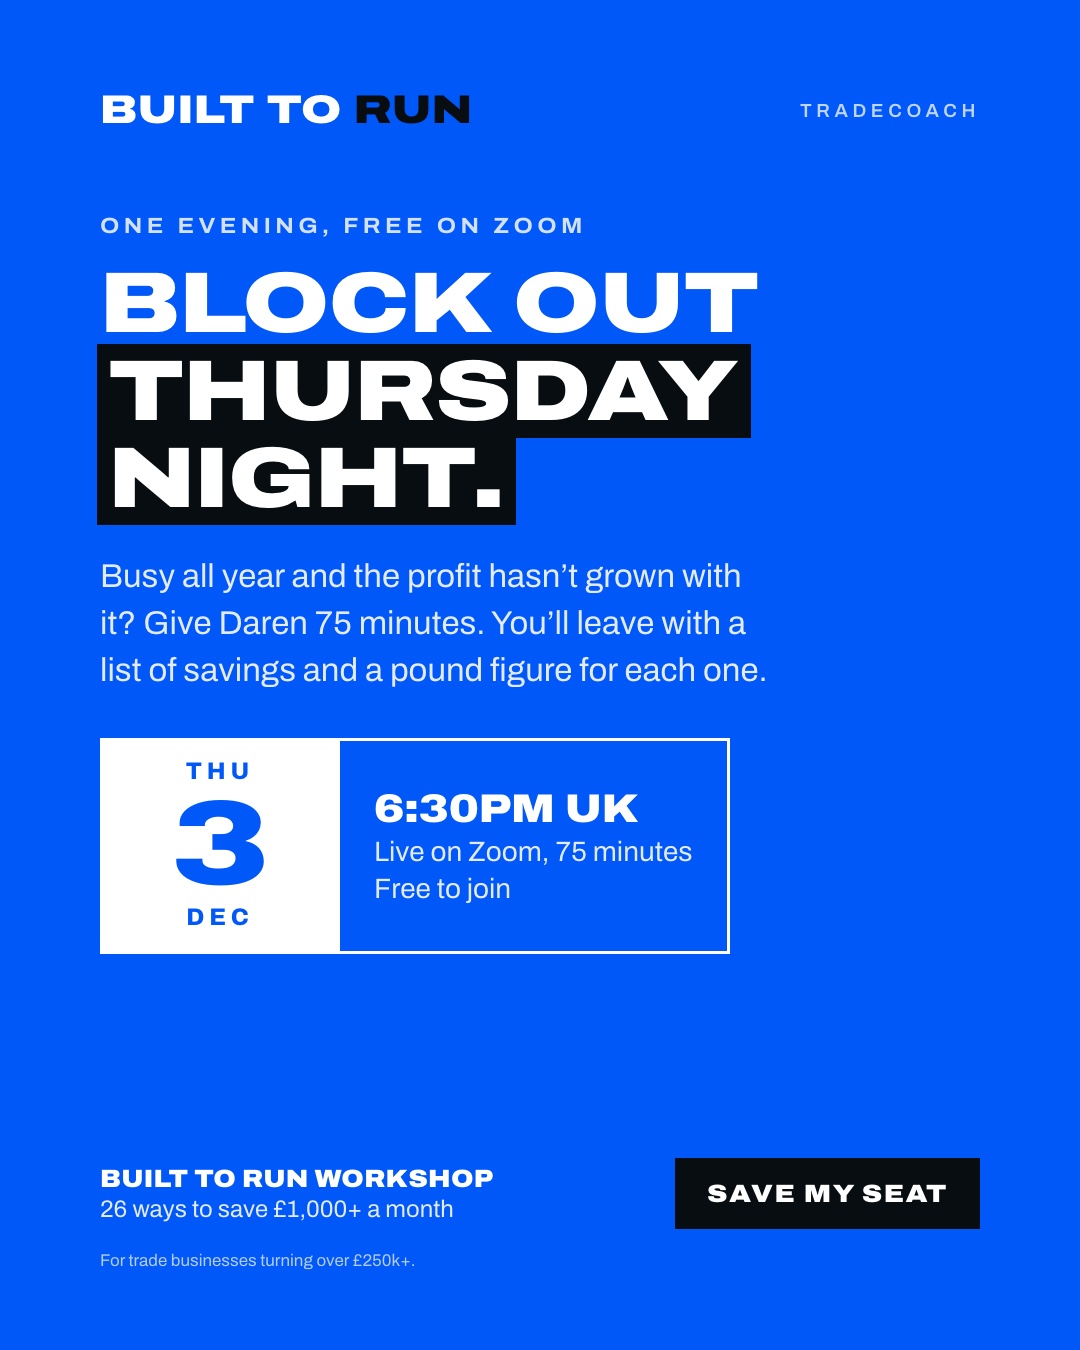 BUILT TO RUN
TRADECOACH
ONE EVENING, FREE ON ZOOM
BLOCK OUT
THURSDAY
NIGHT.
Busy all year and the profit hasn’t grown with
it? Give Daren 75 minutes. You’ll leave with a
list of savings and a pound figure for each one.
THU
3
DEC
6:30PM UK
Live on Zoom, 75 minutes
Free to join
BUILT TO RUN WORKSHOP
26 ways to save £1,000+ a month
SAVE MY SEAT
For trade businesses turning over £250k+.